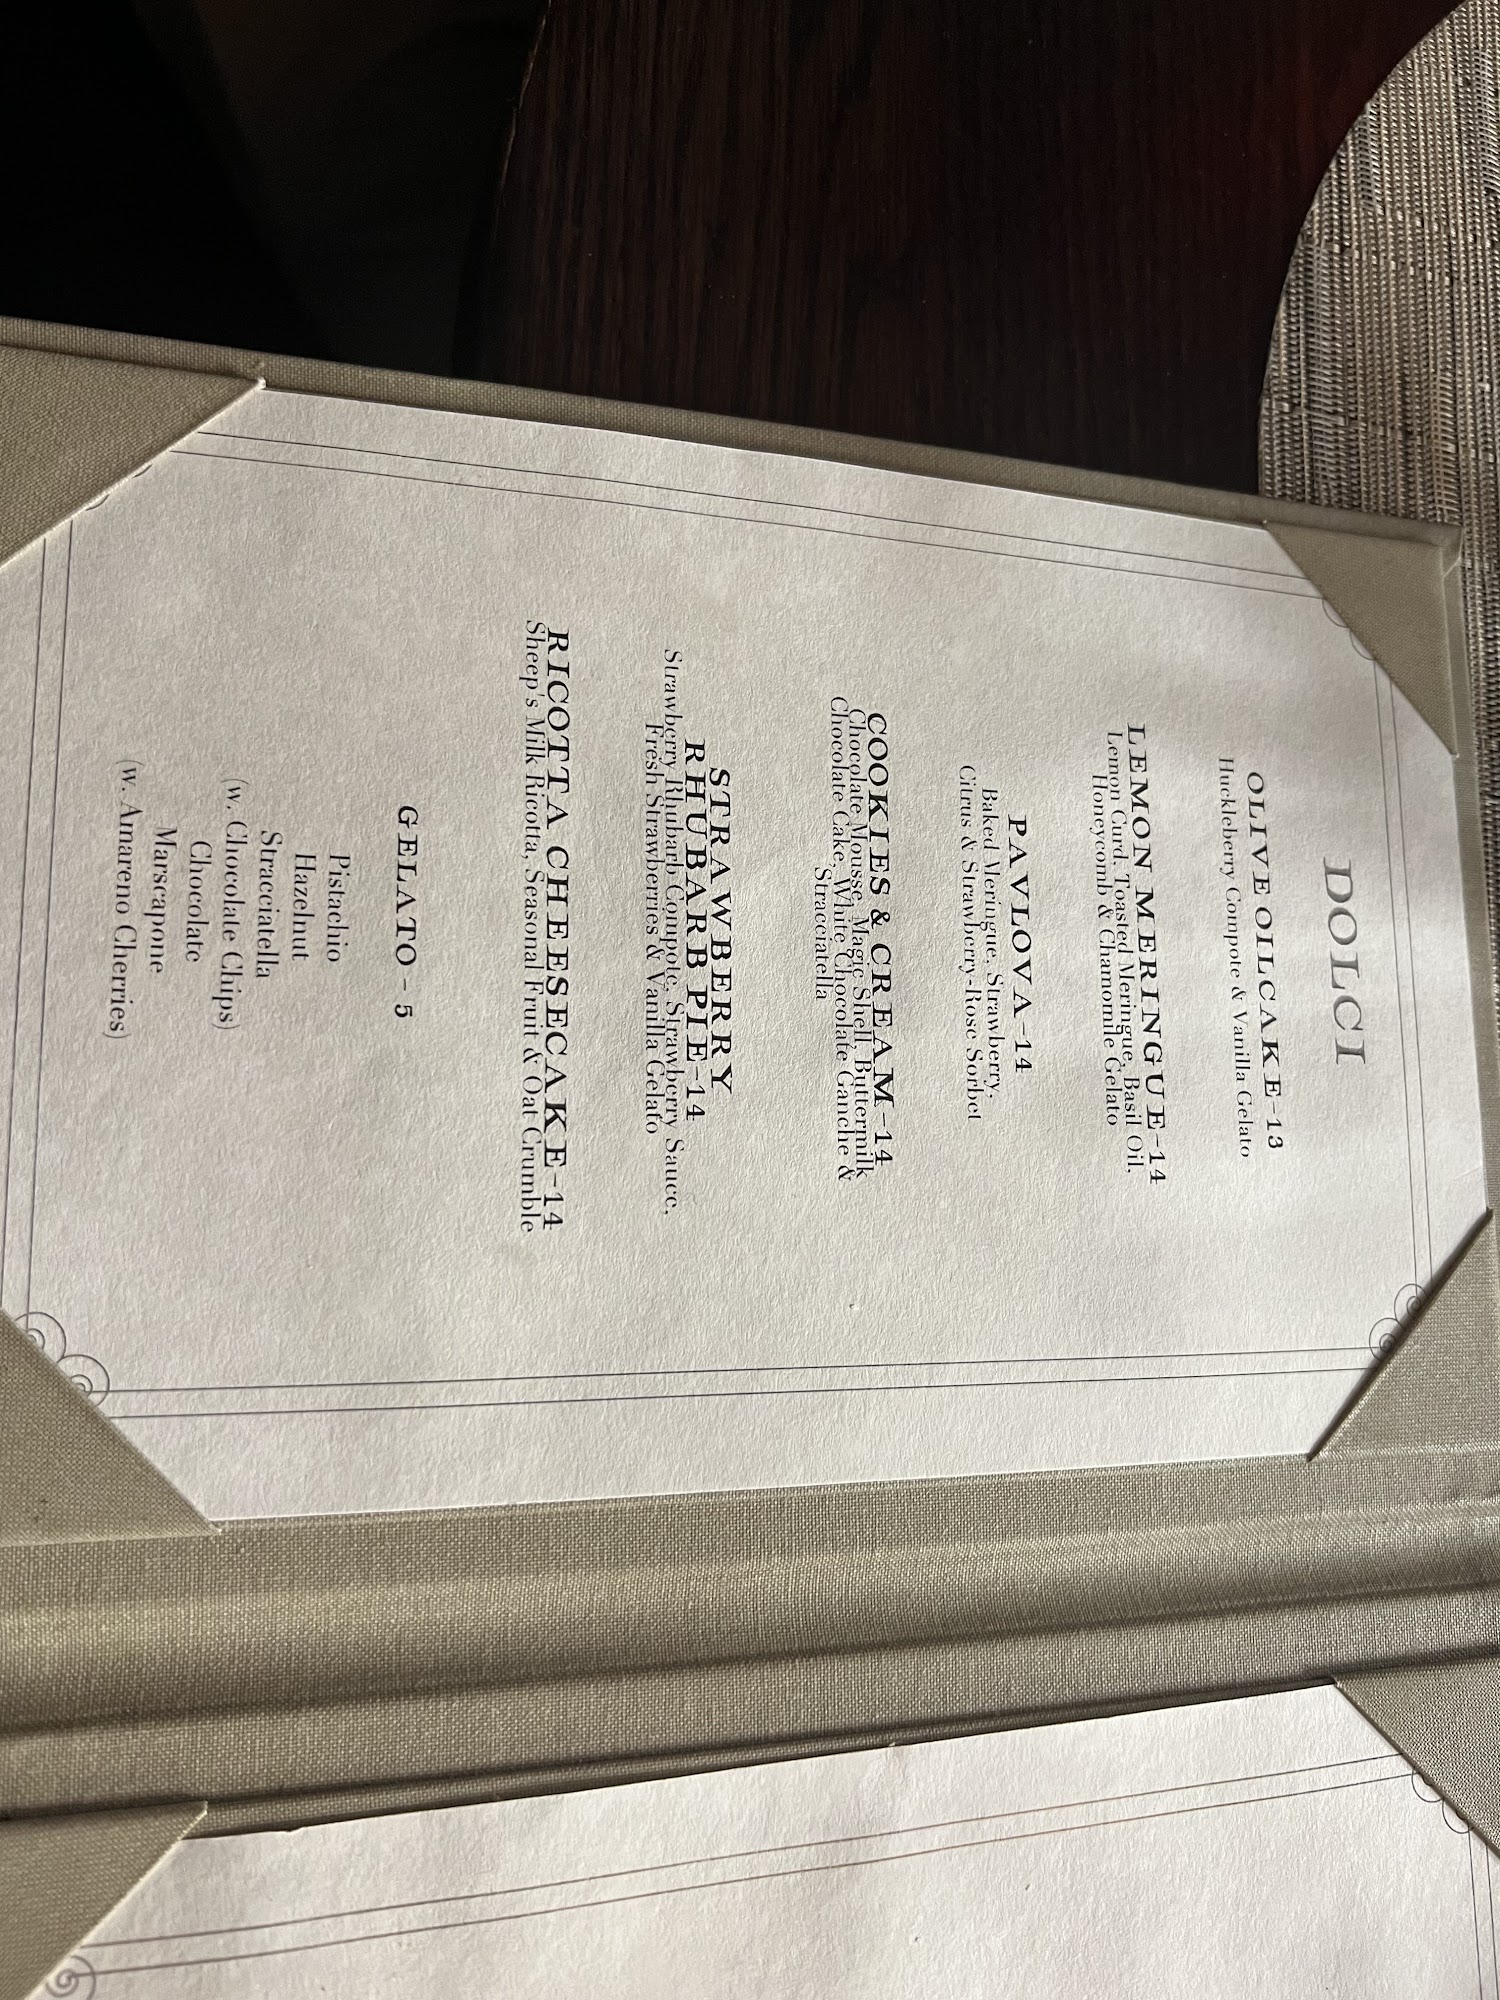 DOLCI
OLIVE OILCAKE-13
Huckleberry Compote & Vanilla Gelato
LEMON MERINGUE-14
Lemon Curd, Toasted Meringue, Basil Oil,
Honeycomb & Chamomile Gelato
PAVLOVA-14
Baked Meringue, Strawberry,
Citrus & Strawberry-Rose Sorbet
COOKIES & CREAM-14
Chocolate Mousse, Magic Shell, Buttermilk
Chocolate Cake, White Chocolate Ganche &
Stracciatella
STRAWBERRY
RHUBARB PIE-14
Strawberry Rhubarb Compote, Strawberry Sauce,
Fresh Strawberries & Vanilla Gelato
RICOTTA CHEESECAKE-14
Sheep's Milk Ricotta, Seasonal Fruit & Oat Crumble
GELATO - 5
Pistachio
Hazelnut
Stracciatella
(w. Chocolate Chips)
Chocolate
Marscapone
(w. Amareno Cherries)